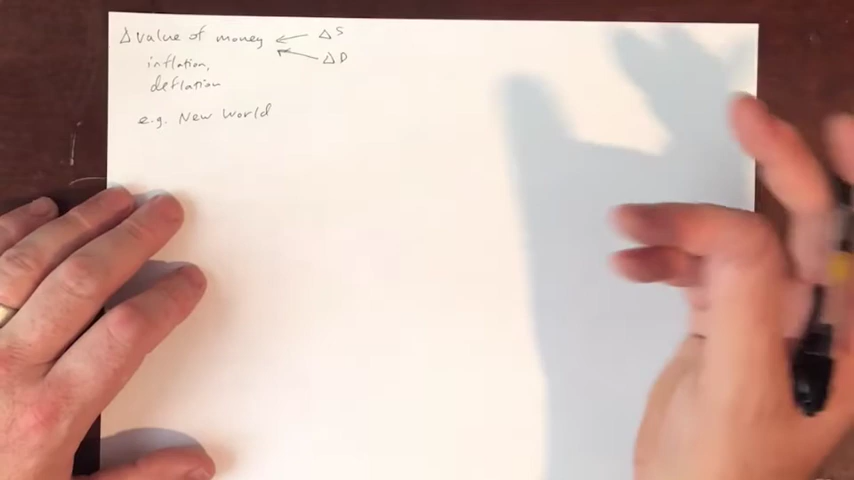 Δ value of money ← ΔS
← ΔD
inflation,
deflation
e.g. New World